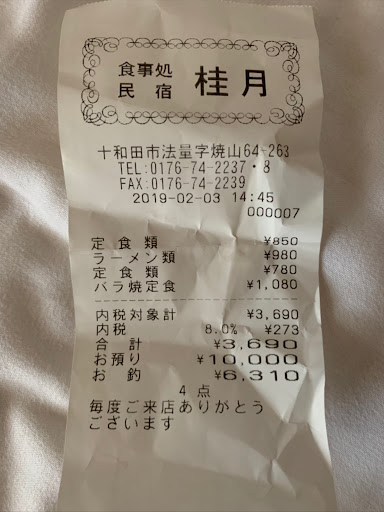 食事処
民宿 桂月
十和田市法量字焼山64-263
TEL:0176-74-2237・8
FAX:0176-74-2239
2019-02-03 14:45
000007
定食類 ¥850
ラーメン類 ¥980
定食類 ¥780
バラ焼定食 ¥1,080
内税対象計 ¥3,690
内税 8.0% ¥273
合計 ¥3,690
お預り ¥10,000
お釣 ¥6,310
4点
毎度ご来店ありがとう
ございます